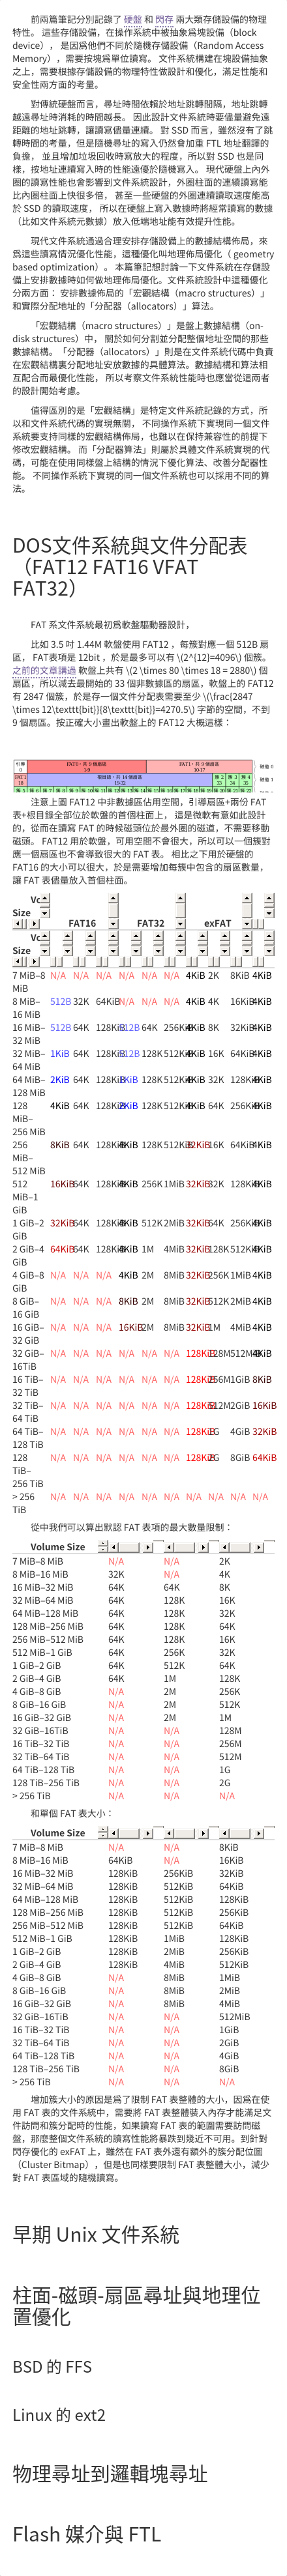 前兩篇筆記分別記錄了 硬盤 和 閃存 兩大類存儲設備的物理
特性。 這些存儲設備，在操作系統中被抽象爲塊設備（block
device）， 是因爲他們不同於隨機存儲設備（Random Access
Memory），需要按塊爲單位讀寫。 文件系統構建在塊設備抽象
之上，需要根據存儲設備的物理特性做設計和優化，滿足性能和
安全性兩方面的考量。
對傳統硬盤而言，尋址時間依賴於地址跳轉間隔，地址跳轉
越遠尋址時消耗的時間越長。 因此設計文件系統時要儘量避免遠
距離的地址跳轉，讓讀寫儘量連續。 對 SSD 而言，雖然沒有了跳
轉時間的考量，但是隨機尋址的寫入仍然會加重 FTL 地址翻譯的
負擔， 並且增加垃圾回收時寫放大的程度，所以對 SSD 也是同
樣，按地址連續寫入時的性能遠優於隨機寫入。 現代硬盤上內外
圈的讀寫性能也會影響到文件系統設計，外圈柱面的連續讀寫能
比內圈柱面上快很多倍， 甚至一些硬盤的外圈連續讀取速度能高
於 SSD 的讀取速度， 所以在硬盤上寫入數據時將經常讀寫的數據
（比如文件系統元數據）放入低端地址能有效提升性能。
現代文件系統通過合理安排存儲設備上的數據結構佈局，來
爲這些讀寫情況優化性能，這種優化叫地理佈局優化（ geometry
based optimization）。 本篇筆記想討論一下文件系統在存儲設
備上安排數據時如何做地理佈局優化。文件系統設計中這種優化
分兩方面： 安排數據佈局的「宏觀結構（macro structures）」
和實際分配地址的「分配器（allocators）」算法。
「宏觀結構（macro structures）」是盤上數據結構（on-
disk structures）中， 關於如何分割並分配整個地址空間的那些
數據結構。「分配器（allocators）」則是在文件系統代碼中負責
在宏觀結構裏分配地址安放數據的具體算法。數據結構和算法相
互配合而最優化性能， 所以考察文件系統性能時也應當從這兩者
的設計開始考慮。
值得區別的是「宏觀結構」是特定文件系統記錄的方式，所
以和文件系統代碼的實現無關， 不同操作系統下實現同一個文件
系統要支持同樣的宏觀結構佈局，也難以在保持兼容性的前提下
修改宏觀結構。 而「分配器算法」則屬於具體文件系統實現的代
碼，可能在使用同樣盤上結構的情況下優化算法、改善分配器性
能。 不同操作系統下實現的同一個文件系統也可以採用不同的算
法。
DOS文件系統與文件分配表
（FAT12 FAT16 VFAT
FAT32）
FAT 系文件系統最初爲軟盤驅動器設計，
比如 3.5 吋 1.44M 軟盤使用 FAT12 ，每簇對應一個 512B 扇
區， FAT表項是 12bit ，於是最多可以有 \(2^{12}=4096\) 個簇。
之前的文章講過 軟盤上共有 \(2 \times 80 \times 18 = 2880\) 個
扇區，所以減去最開始的 33 個非數據區的扇區，軟盤上的 FAT12
有 2847 個簇，於是存一個文件分配表需要至少 \(\frac{2847
\times 12\texttt{bit}}{8\texttt{bit}}=4270.5\) 字節的空間，不到
9 個扇區。按正確大小畫出軟盤上的 FAT12 大概這樣：
引導
0
FAT0，共 9 個扇區
1-9
FAT1，共 9 個扇區
10-17
磁道 0
FAT1
18
根目錄，共 14 個扇區
19-32
簇 2
33
簇 3
34
簇 4
35
磁道 1
簇 5 簇 6 簇 7 簇 8 簇 9
注意上圖 FAT12 中非數據區佔用空間，引導扇區+兩份 FAT
表+根目錄全部位於軟盤的首個柱面上， 這是微軟有意如此設計
的，從而在讀寫 FAT 的時候磁頭位於最外圈的磁道，不需要移動
磁頭。 FAT12 用於軟盤，可用空間不會很大，所以可以一個簇對
應一個扇區也不會導致很大的 FAT 表。 相比之下用於硬盤的
FAT16 的大小可以很大，於是需要增加每簇中包含的扇區數量，
讓 FAT 表儘量放入首個柱面。
Vo
Size FAT16 FAT32 exFAT
Vo
Size
7 MiB–8 MiB N/A N/A N/A N/A N/A N/A 4KiB 2K 8KiB 4KiB
8 MiB–16 MiB 512B 32K 64KiB N/A N/A N/A 4KiB 4K 16KiB 4KiB
16 MiB–32 MiB 512B 64K 128KiB 512B 64K 256KiB 4KiB 8K 32KiB 4KiB
32 MiB–64 MiB 1KiB 64K 128KiB 512B 128K 512KiB 4KiB 16K 64KiB 4KiB
64 MiB–128 MiB 2KiB 64K 128KiB 1KiB 128K 512KiB 4KiB 32K 128KiB 4KiB
128 MiB–256 MiB 4KiB 64K 128KiB 2KiB 128K 512KiB 4KiB 64K 256KiB 4KiB
256 MiB–512 MiB 8KiB 64K 128KiB 4KiB 128K 512KiB 32KiB 16K 64KiB 4KiB
512 MiB–1 GiB 16KiB 64K 128KiB 4KiB 256K 1MiB 32KiB 32K 128KiB 4KiB
1 GiB–2 GiB 32KiB 64K 128KiB 4KiB 512K 2MiB 32KiB 64K 256KiB 4KiB
2 GiB–4 GiB 64KiB 64K 128KiB 4KiB 1M 4MiB 32KiB 128K 512KiB 4KiB
4 GiB–8 GiB N/A N/A N/A 4KiB 2M 8MiB 32KiB 256K 1MiB 4KiB
8 GiB–16 GiB N/A N/A N/A 8KiB 2M 8MiB 32KiB 512K 2MiB 4KiB
16 GiB–32 GiB N/A N/A N/A 16KiB 2M 8MiB 32KiB 1M 4MiB 4KiB
32 GiB–16TiB N/A N/A N/A N/A N/A N/A 128KiB 128M 512MiB 4KiB
16 TiB–32 TiB N/A N/A N/A N/A N/A N/A 128KiB 256M 1GiB 8KiB
32 TiB–64 TiB N/A N/A N/A N/A N/A N/A 128KiB 512M 2GiB 16KiB
64 TiB–128 TiB N/A N/A N/A N/A N/A N/A 128KiB 1G 4GiB 32KiB
128 TiB–256 TiB N/A N/A N/A N/A N/A N/A 128KiB 2G 8GiB 64KiB
> 256 TiB N/A N/A N/A N/A N/A N/A N/A N/A N/A N/A
從中我們可以算出默認 FAT 表項的最大數量限制：
Volume Size
7 MiB–8 MiB N/A N/A 2K
8 MiB–16 MiB 32K N/A 4K
16 MiB–32 MiB 64K 64K 8K
32 MiB–64 MiB 64K 128K 16K
64 MiB–128 MiB 64K 128K 32K
128 MiB–256 MiB 64K 128K 64K
256 MiB–512 MiB 64K 128K 16K
512 MiB–1 GiB 64K 256K 32K
1 GiB–2 GiB 64K 512K 64K
2 GiB–4 GiB 64K 1M 128K
4 GiB–8 GiB N/A 2M 256K
8 GiB–16 GiB N/A 2M 512K
16 GiB–32 GiB N/A 2M 1M
32 GiB–16TiB N/A N/A 128M
16 TiB–32 TiB N/A N/A 256M
32 TiB–64 TiB N/A N/A 512M
64 TiB–128 TiB N/A N/A 1G
128 TiB–256 TiB N/A N/A 2G
> 256 TiB N/A N/A N/A
和單個 FAT 表大小：
Volume Size
7 MiB–8 MiB N/A N/A 8KiB
8 MiB–16 MiB 64KiB N/A 16KiB
16 MiB–32 MiB 128KiB 256KiB 32KiB
32 MiB–64 MiB 128KiB 512KiB 64KiB
64 MiB–128 MiB 128KiB 512KiB 128KiB
128 MiB–256 MiB 128KiB 512KiB 256KiB
256 MiB–512 MiB 128KiB 512KiB 64KiB
512 MiB–1 GiB 128KiB 1MiB 128KiB
1 GiB–2 GiB 128KiB 2MiB 256KiB
2 GiB–4 GiB 128KiB 4MiB 512KiB
4 GiB–8 GiB N/A 8MiB 1MiB
8 GiB–16 GiB N/A 8MiB 2MiB
16 GiB–32 GiB N/A 8MiB 4MiB
32 GiB–16TiB N/A N/A 512MiB
16 TiB–32 TiB N/A N/A 1GiB
32 TiB–64 TiB N/A N/A 2GiB
64 TiB–128 TiB N/A N/A 4GiB
128 TiB–256 TiB N/A N/A 8GiB
> 256 TiB N/A N/A N/A
增加簇大小的原因是爲了限制 FAT 表整體的大小，因爲在使
用 FAT 表的文件系統中，需要將 FAT 表整體裝入內存才能滿足文
件訪問和簇分配時的性能，如果讀寫 FAT 表的範圍需要訪問磁
盤，那麼整個文件系統的讀寫性能將暴跌到幾近不可用。到針對
閃存優化的 exFAT 上，雖然在 FAT 表外還有額外的簇分配位圖
（Cluster Bitmap），但是也同樣要限制 FAT 表整體大小，減少
對 FAT 表區域的隨機讀寫。
早期 Unix 文件系統
柱面-磁頭-扇區尋址與地理位
置優化
BSD 的 FFS
Linux 的 ext2
物理尋址到邏輯塊尋址
Flash 媒介與 FTL